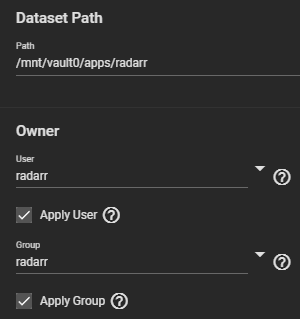 Dataset Path
Path
/mnt/vault0/apps/radarr
Owner
User
radarr
Apply User
Group
radarr
Apply Group